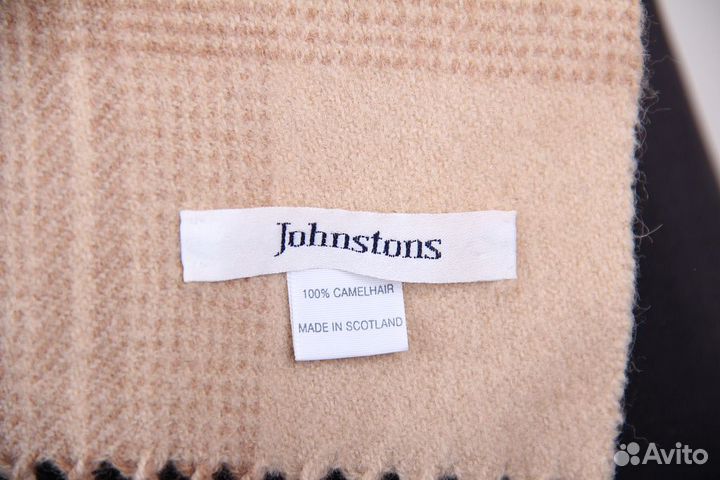 Johnstons
100% CAMELHAIR
MADE IN SCOTLAND
Avito